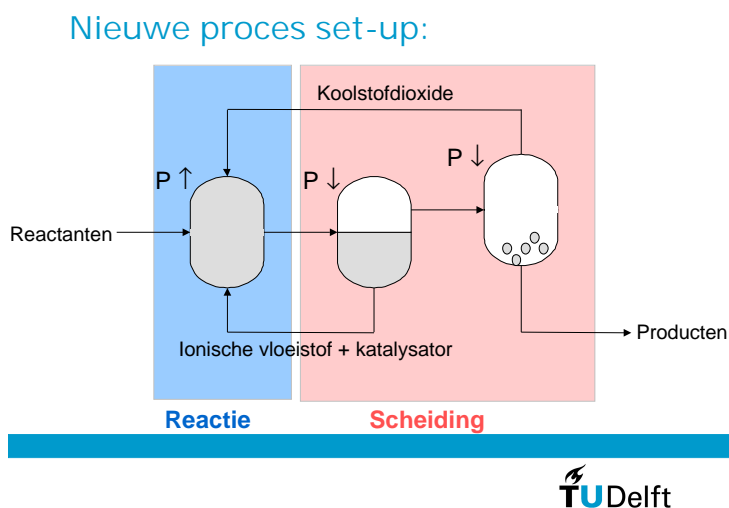 Nieuwe proces set-up:
Koolstofdioxide
P ↓
P ↑
P ↓
Reactanten
Producten
Ionische vloeistof + katalysator
Reactie
Scheiding
TUDelft